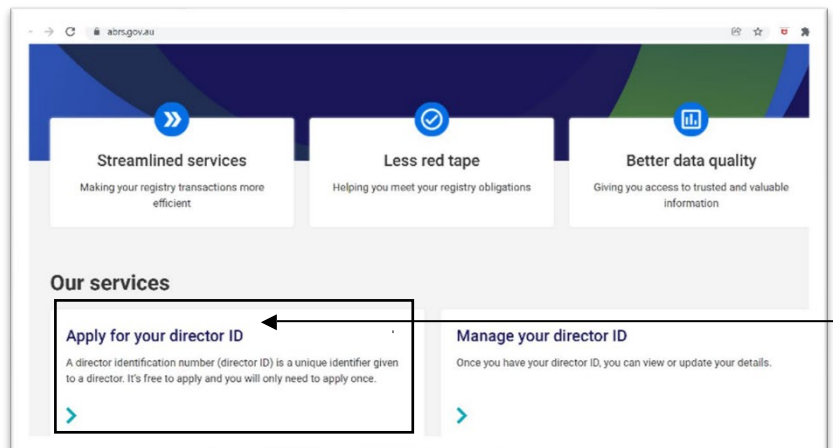 abrs.gov.au
Streamlined services
Making your registry transactions more
efficient
Less red tape
Helping you meet your registry obligations
Better data quality
Giving you access to trusted and valuable
information
Our services
Apply for your director ID
A director identification number (director ID) is a unique identifier given
to a director. It's free to apply and you will only need to apply once.
Manage your director ID
Once you have your director ID, you can view or update your details.